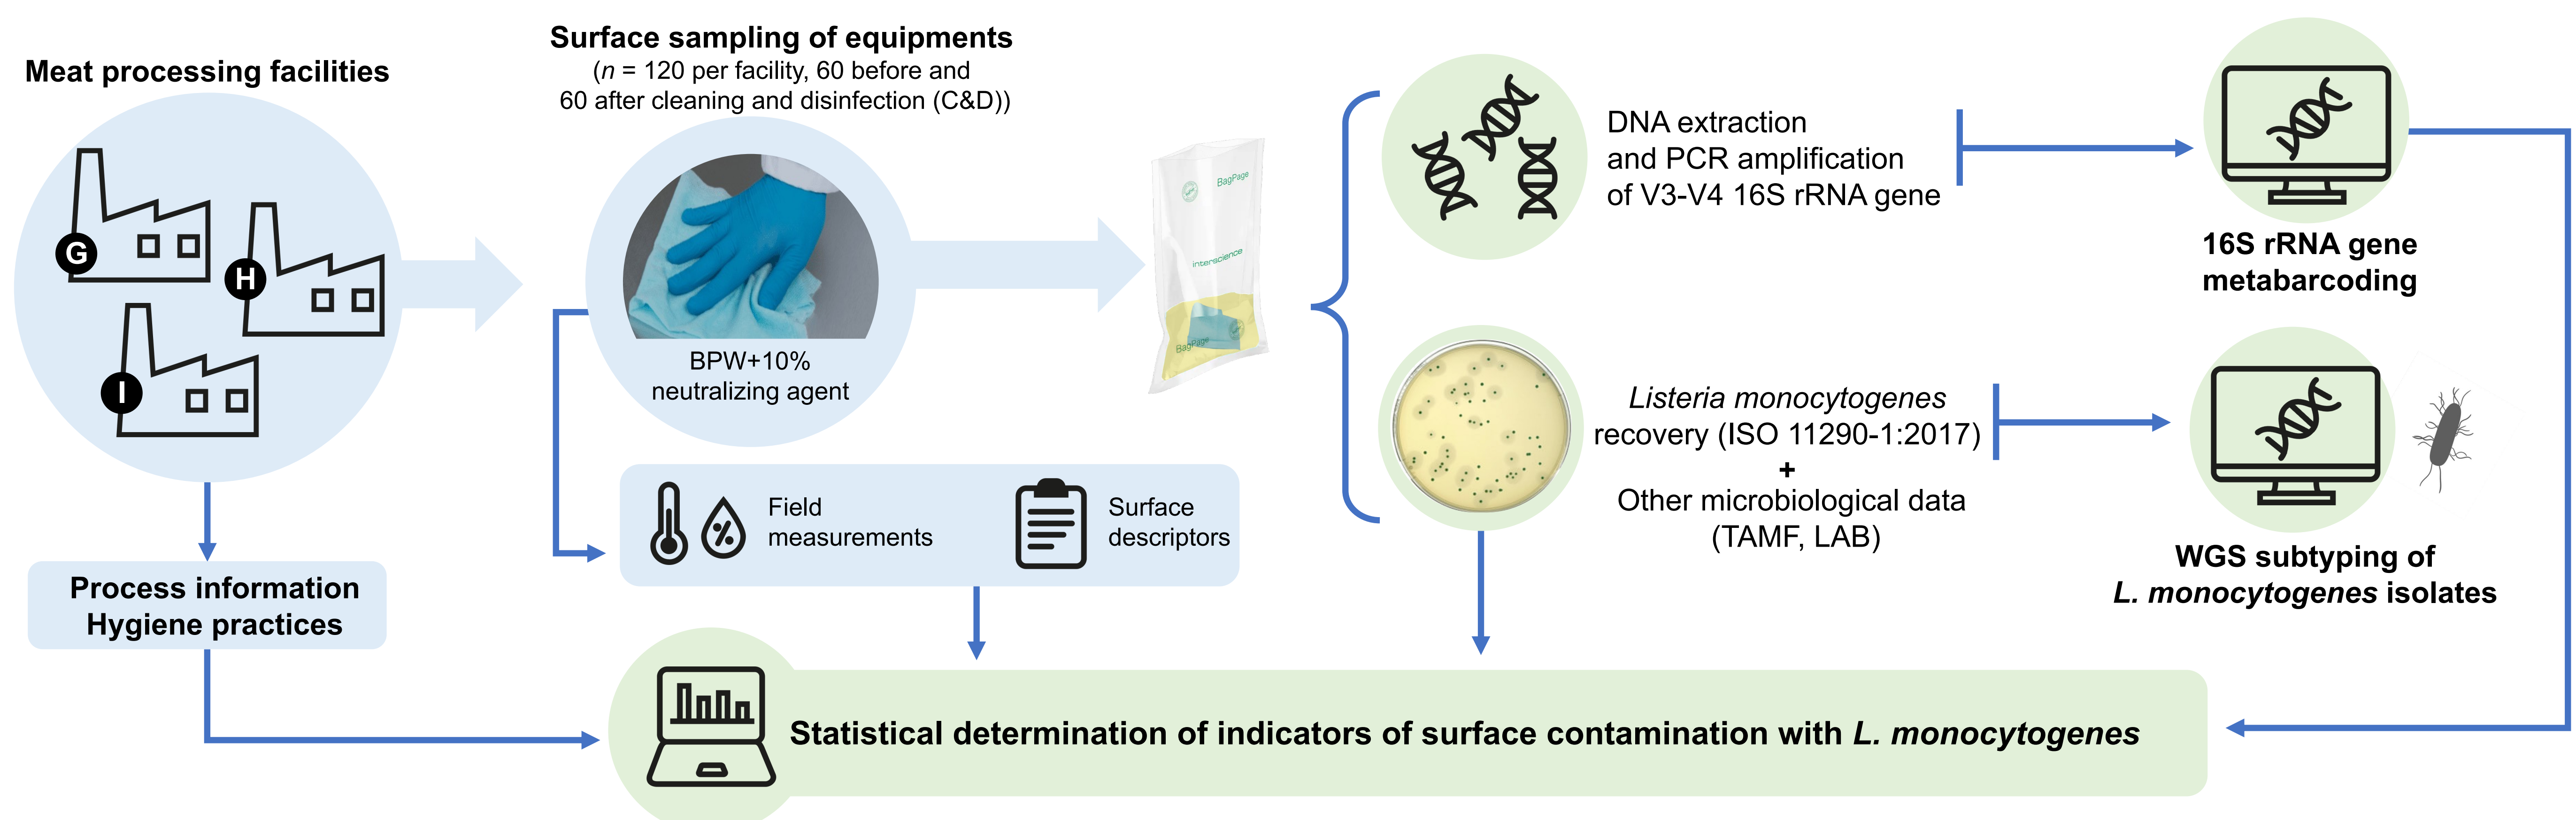 Meat processing facilities
G
H
I
Process information
Hygiene practices
Surface sampling of equipments
(n = 120 per facility, 60 before and
60 after cleaning and disinfection (C&D))
BPW+10%
neutralizing agent
%
Field
measurements
Surface
descriptors
BagPage
interscience
BagPage
DNA extraction
and PCR amplification
of V3-V4 16S rRNA gene
16S rRNA gene
metabarcoding
Listeria monocytogenes
recovery (ISO 11290-1:2017)
+
Other microbiological data
(TAMF, LAB)
WGS subtyping of
L. monocytogenes isolates
Statistical determination of indicators of surface contamination with L. monocytogenes